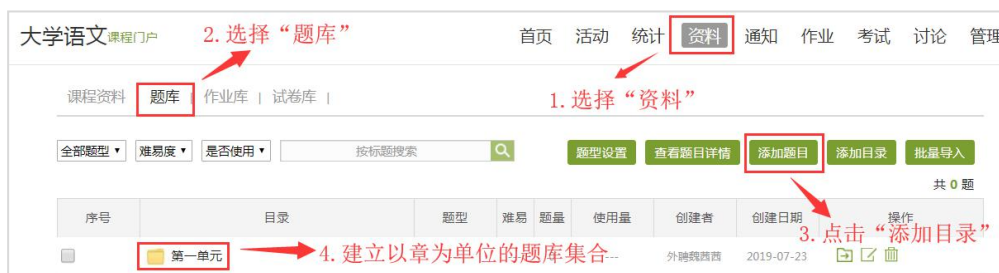 大学语文 课程门户 2.选择“题库” 首页 活动 统计 资料 通知 作业 考试 讨论 管理
课程资料 题库 | 作业库 | 试卷库 | 1.选择“资料”
全部题型 难易度 是否使用 按标题搜索 题型设置 查看题目详情 添加题目 添加目录 批量导入
共 0 题
序号 目录 题型 难易 题量 使用量 创建者 创建日期 操作
3.点击“添加目录”
第一单元 4.建立以章为单位的题库集合 --- 外聘魏茜茜 2019-07-23